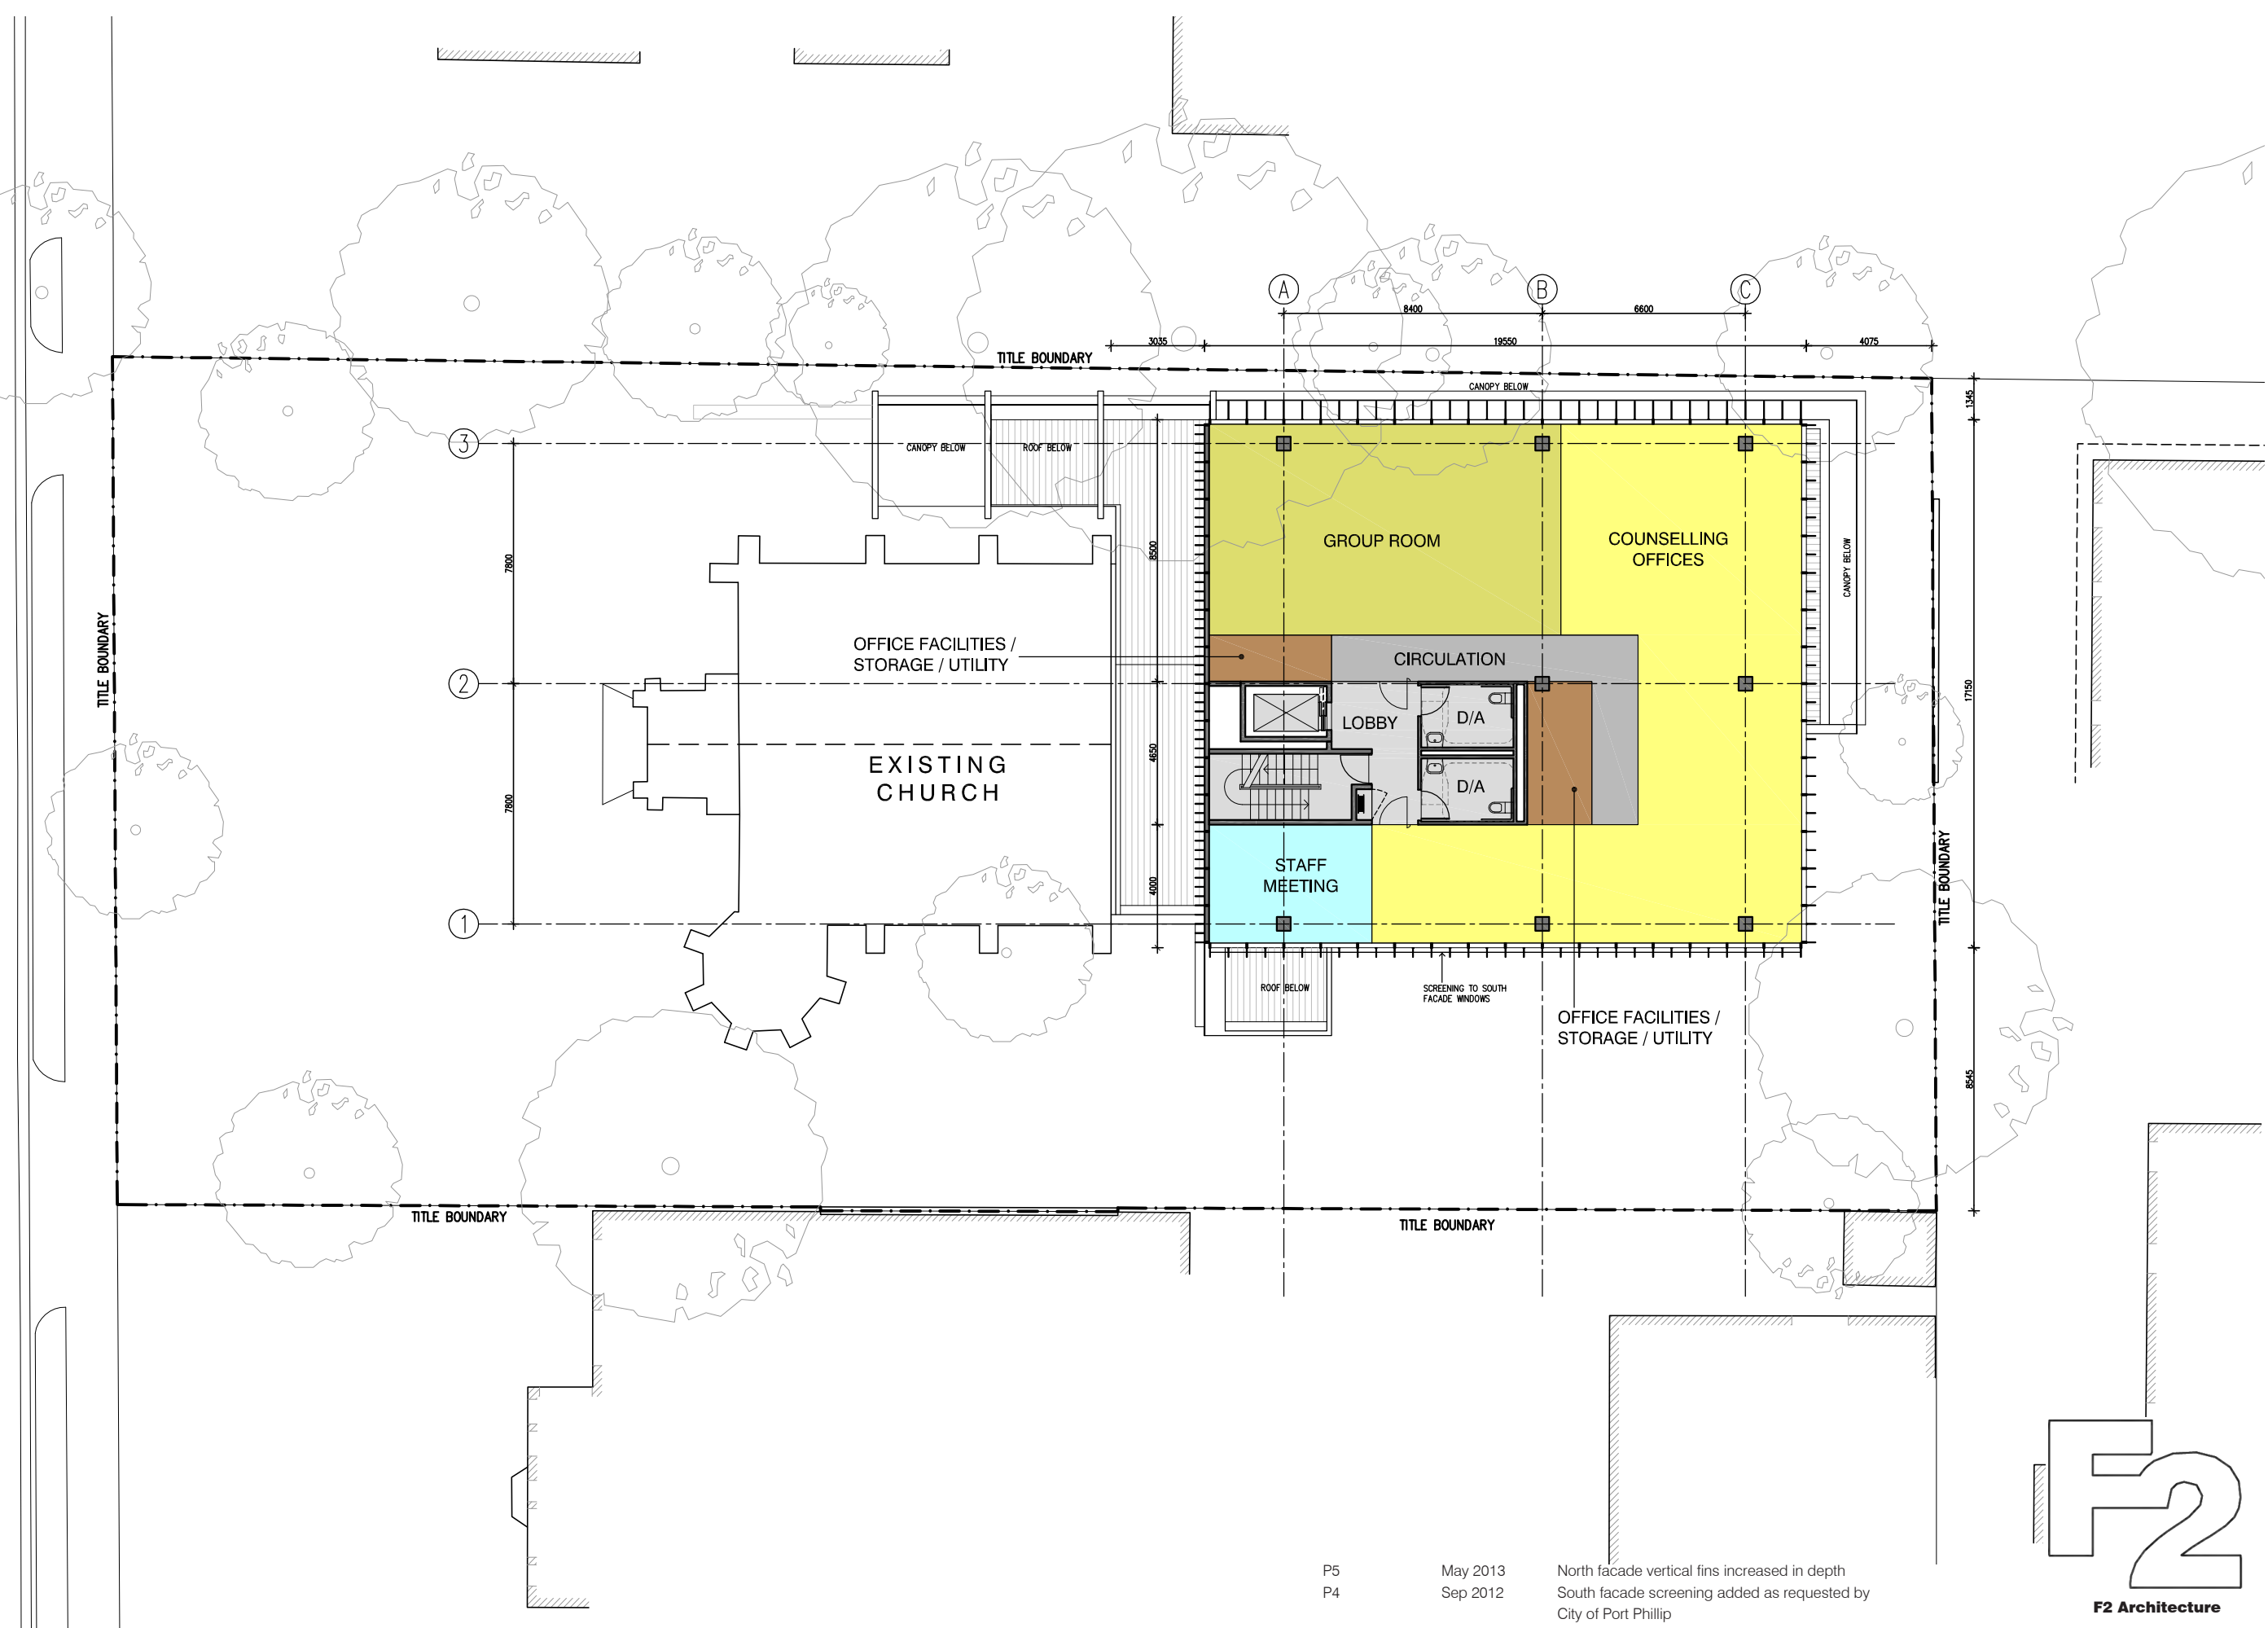 A
B
C
8400
6600
3035
19550
4075
TITLE BOUNDARY
CANOPY BELOW
1345
3
CANOPY BELOW
ROOF BELOW
7800
8500
GROUP ROOM
COUNSELLING
OFFICES
CANOPY BELOW
TITLE BOUNDARY
OFFICE FACILITIES /
STORAGE / UTILITY
CIRCULATION
2
LOBBY
D/A
17150
EXISTING
CHURCH
4650
D/A
7800
STAFF
MEETING
4000
TITLE BOUNDARY
1
ROOF BELOW
SCREENING TO SOUTH
FACADE WINDOWS
OFFICE FACILITIES /
STORAGE / UTILITY
8545
TITLE BOUNDARY
TITLE BOUNDARY
P5 May 2013 North facade vertical fins increased in depth
P4 Sep 2012 South facade screening added as requested by
City of Port Phillip
F2
F2 Architecture